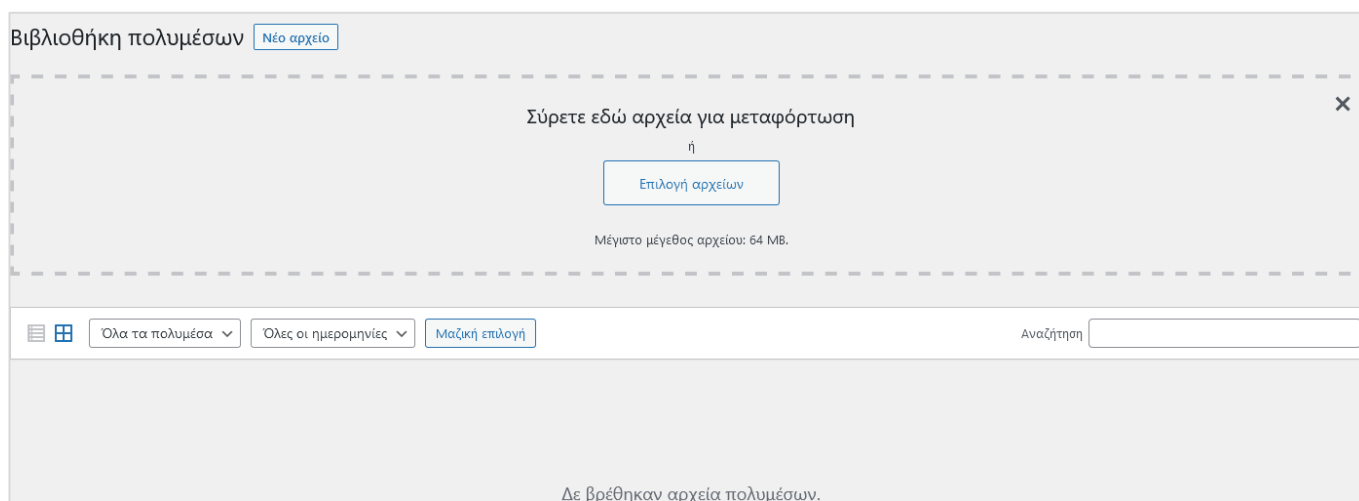 Βιβλιοθήκη πολυμέσων Νέο αρχείο
Σύρετε εδώ αρχεία για μεταφόρτωση
ή
Επιλογή αρχείων
Μέγιστο μέγεθος αρχείου: 64 MB.
Όλα τα πολυμέσα Όλες οι ημερομηνίες Μαζική επιλογή Αναζήτηση
Δε βρέθηκαν αρχεία πολυμέσων.